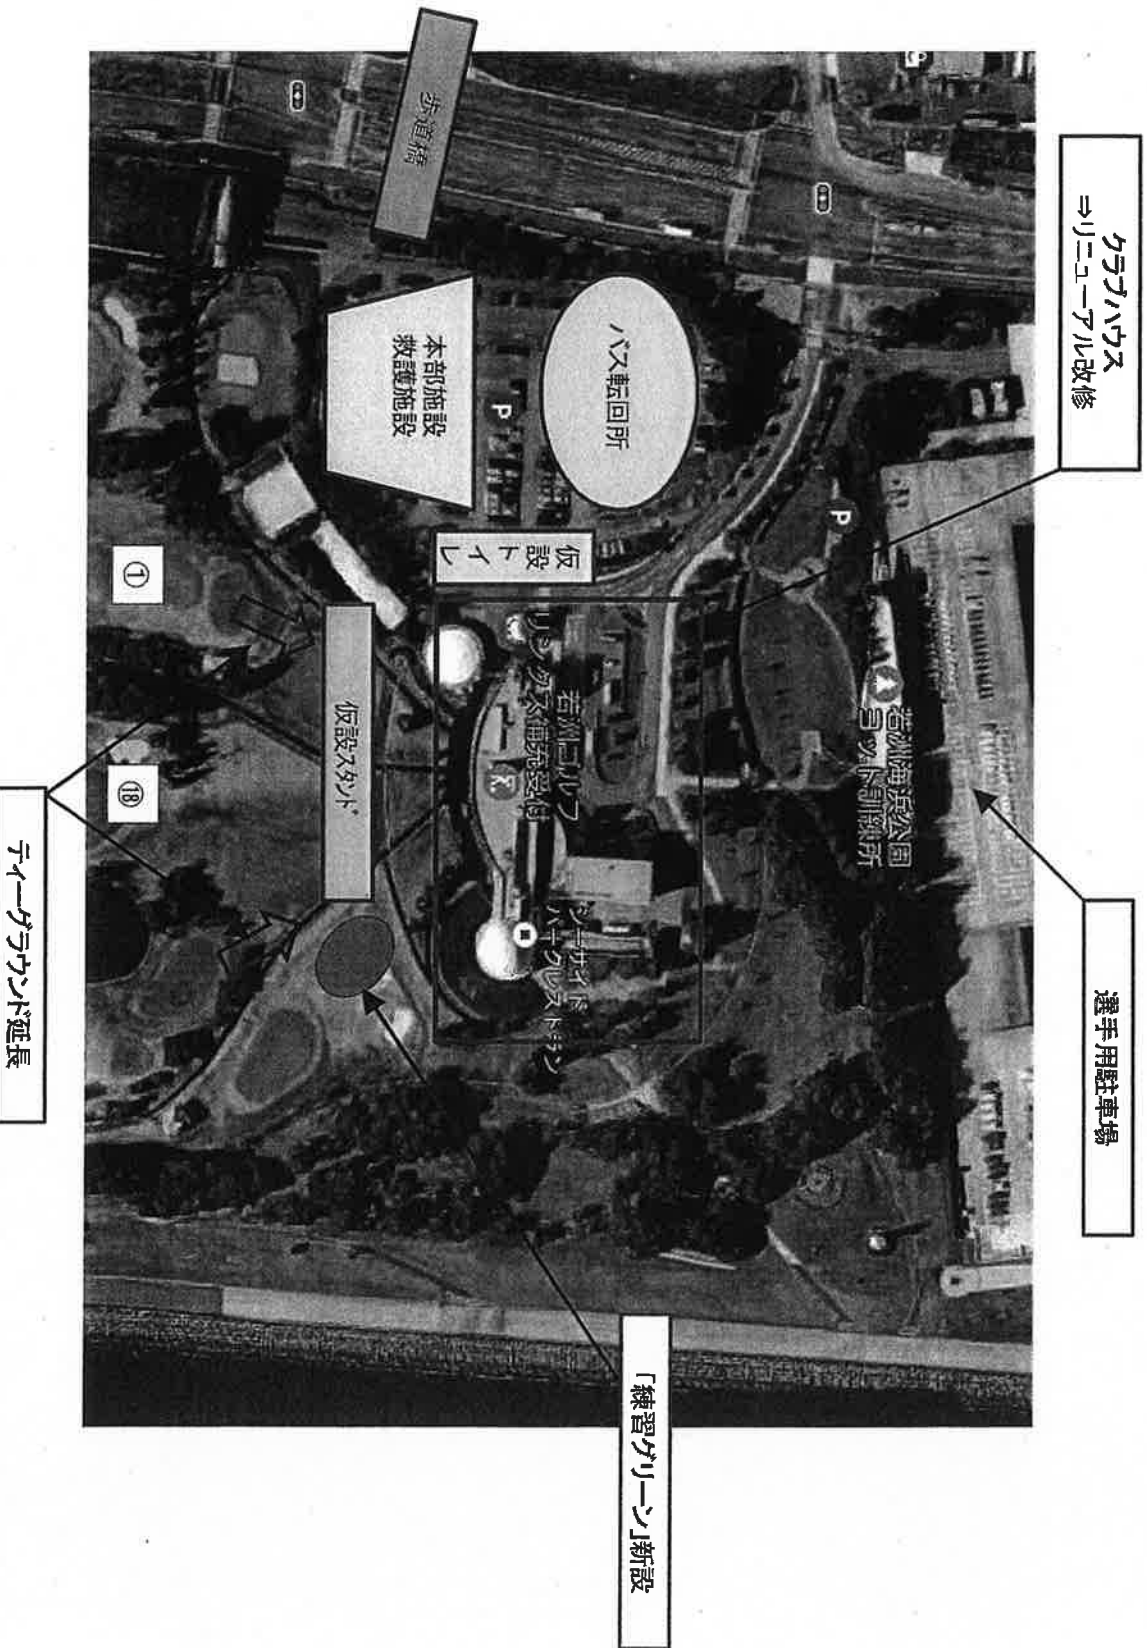 クラブハウス
⇒リニューアル改修
選手用駐車場
歩道橋
バス転回所
P
若洲海浜公園
ヨット訓練所
本部施設
救護施設
P
仮設トイレ
若洲ゴルフ
リンクス 電売受付
シーサイド
パークレストラン
仮設スタンド
「練習グリーン」新設
①
⑱
ティーグラウンド延長